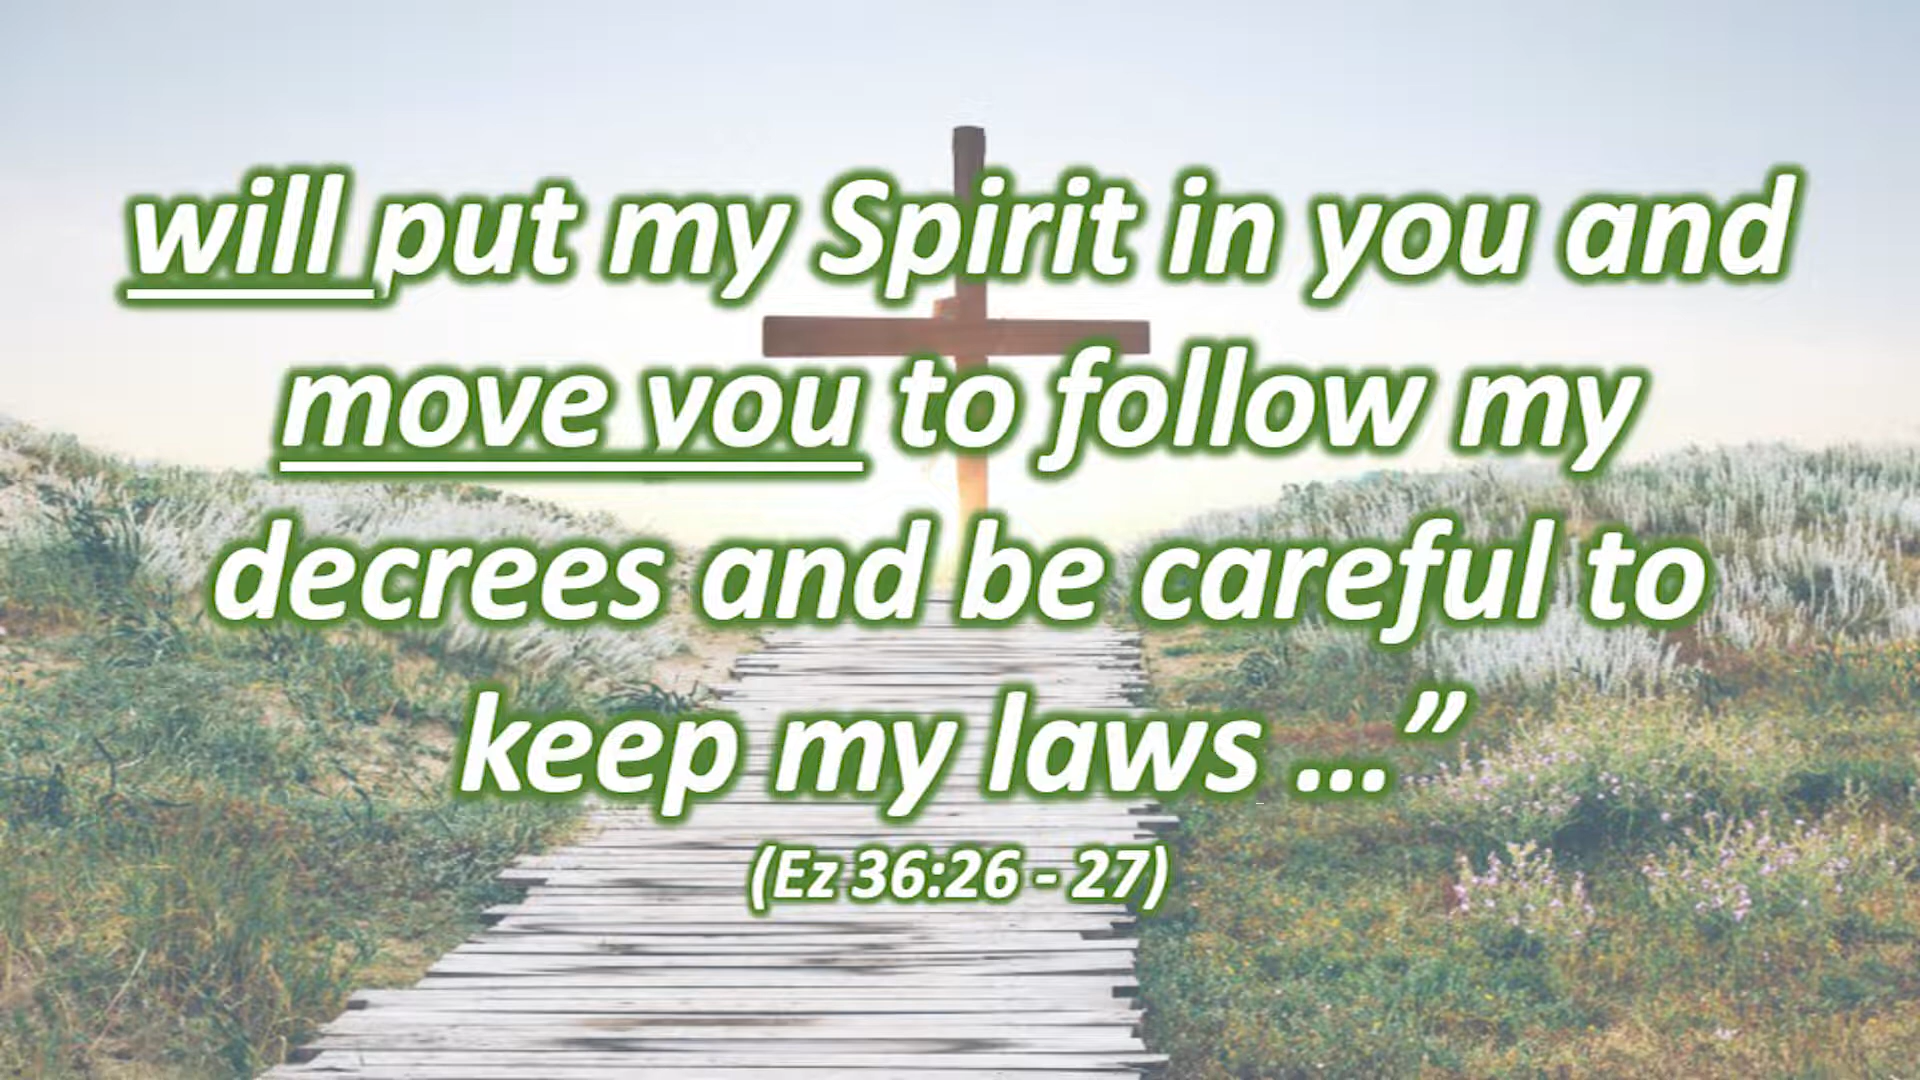 will put my Spirit in you and
move you to follow my
decrees and be careful to
keep my laws ...”
(Ez 36:26 - 27)